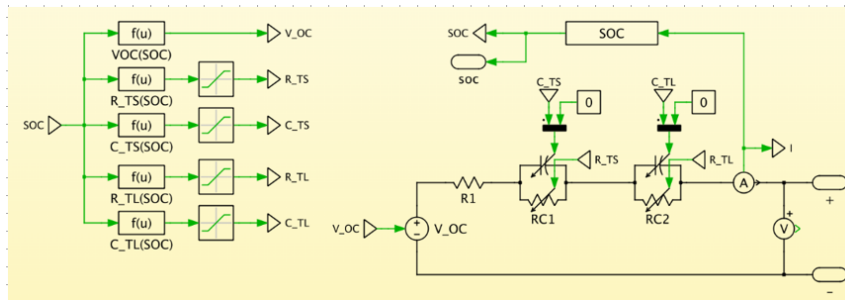 f(u)
VOC(SOC)
V_OC
f(u)
R_TS(SOC)
R_TS
SOC
f(u)
C_TS(SOC)
C_TS
f(u)
R_TL(SOC)
R_TL
f(u)
C_TL(SOC)
C_TL
SOC
SOC
soc
C_TS
0
C_TL
0
R_TS
R_TL
I
A
R1
RC1
RC2
+
V_OC
+
−
V_OC
+
V
−